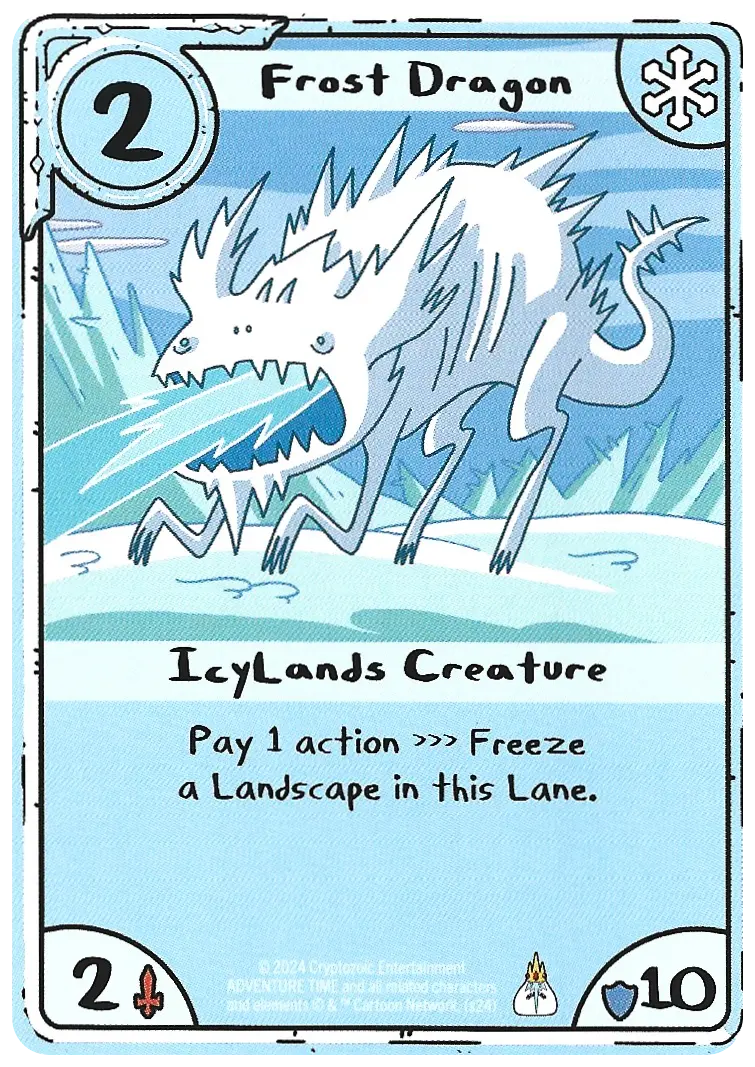 2
Frost Dragon
IcyLands Creature
Pay 1 action >>> Freeze
a Landscape in this Lane.
2
10
© 2024 Cryptozoic Entertainment
ADVENTURE TIME and all related characters
and elements © & ™ Cartoon Network. (s24)